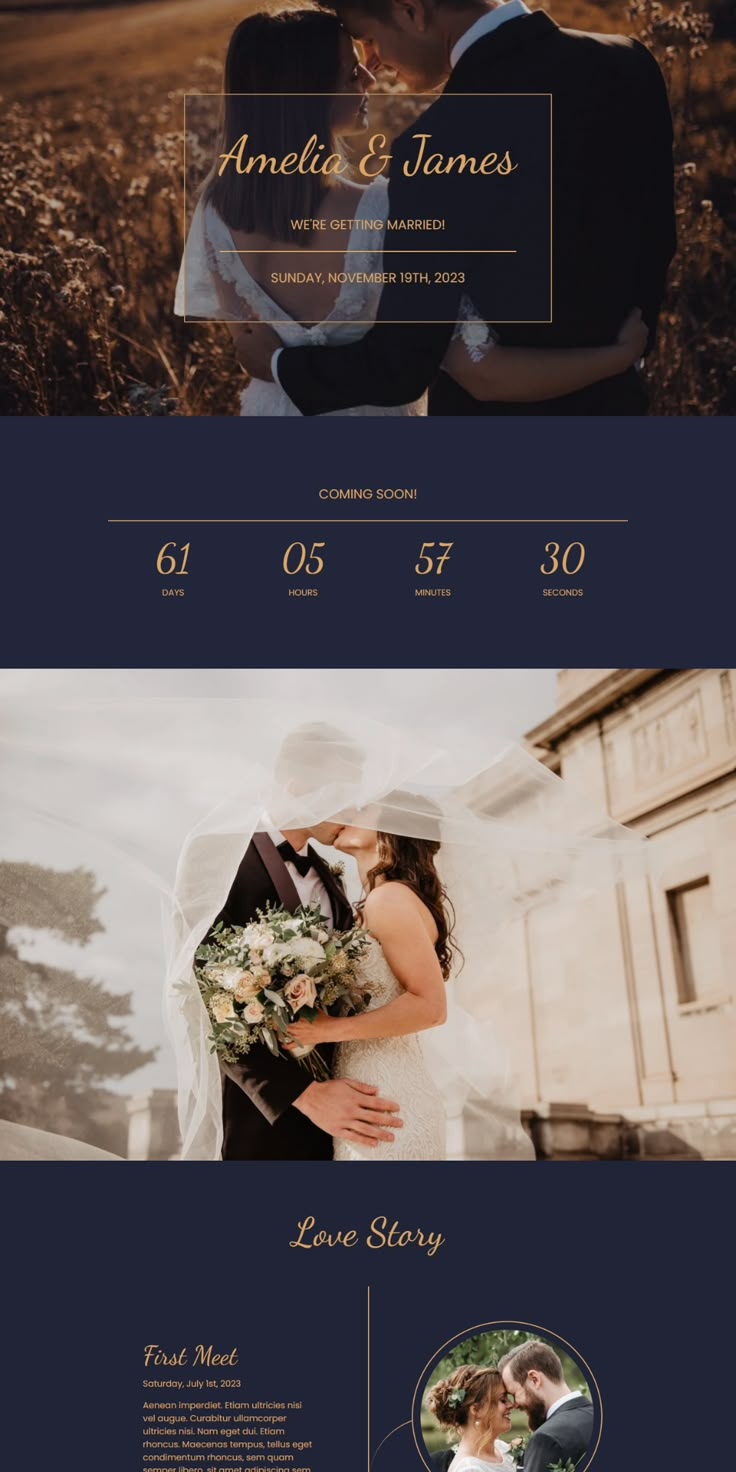 Amelia & James
WE'RE GETTING MARRIED!
SUNDAY, NOVEMBER 19TH, 2023
COMING SOON!
61 05 57 30
DAYS HOURS MINUTES SECONDS
Love Story
First Meet
Saturday, July 1st, 2023
Aenean imperdiet. Etiam ultricies nisi
vel augue. Curabitur ullamcorper
ultricies nisi. Nam eget dui. Etiam
rhoncus. Maecenas tempus, tellus eget
condimentum rhoncus, sem quam
semper libero, sit amet adipiscing sem